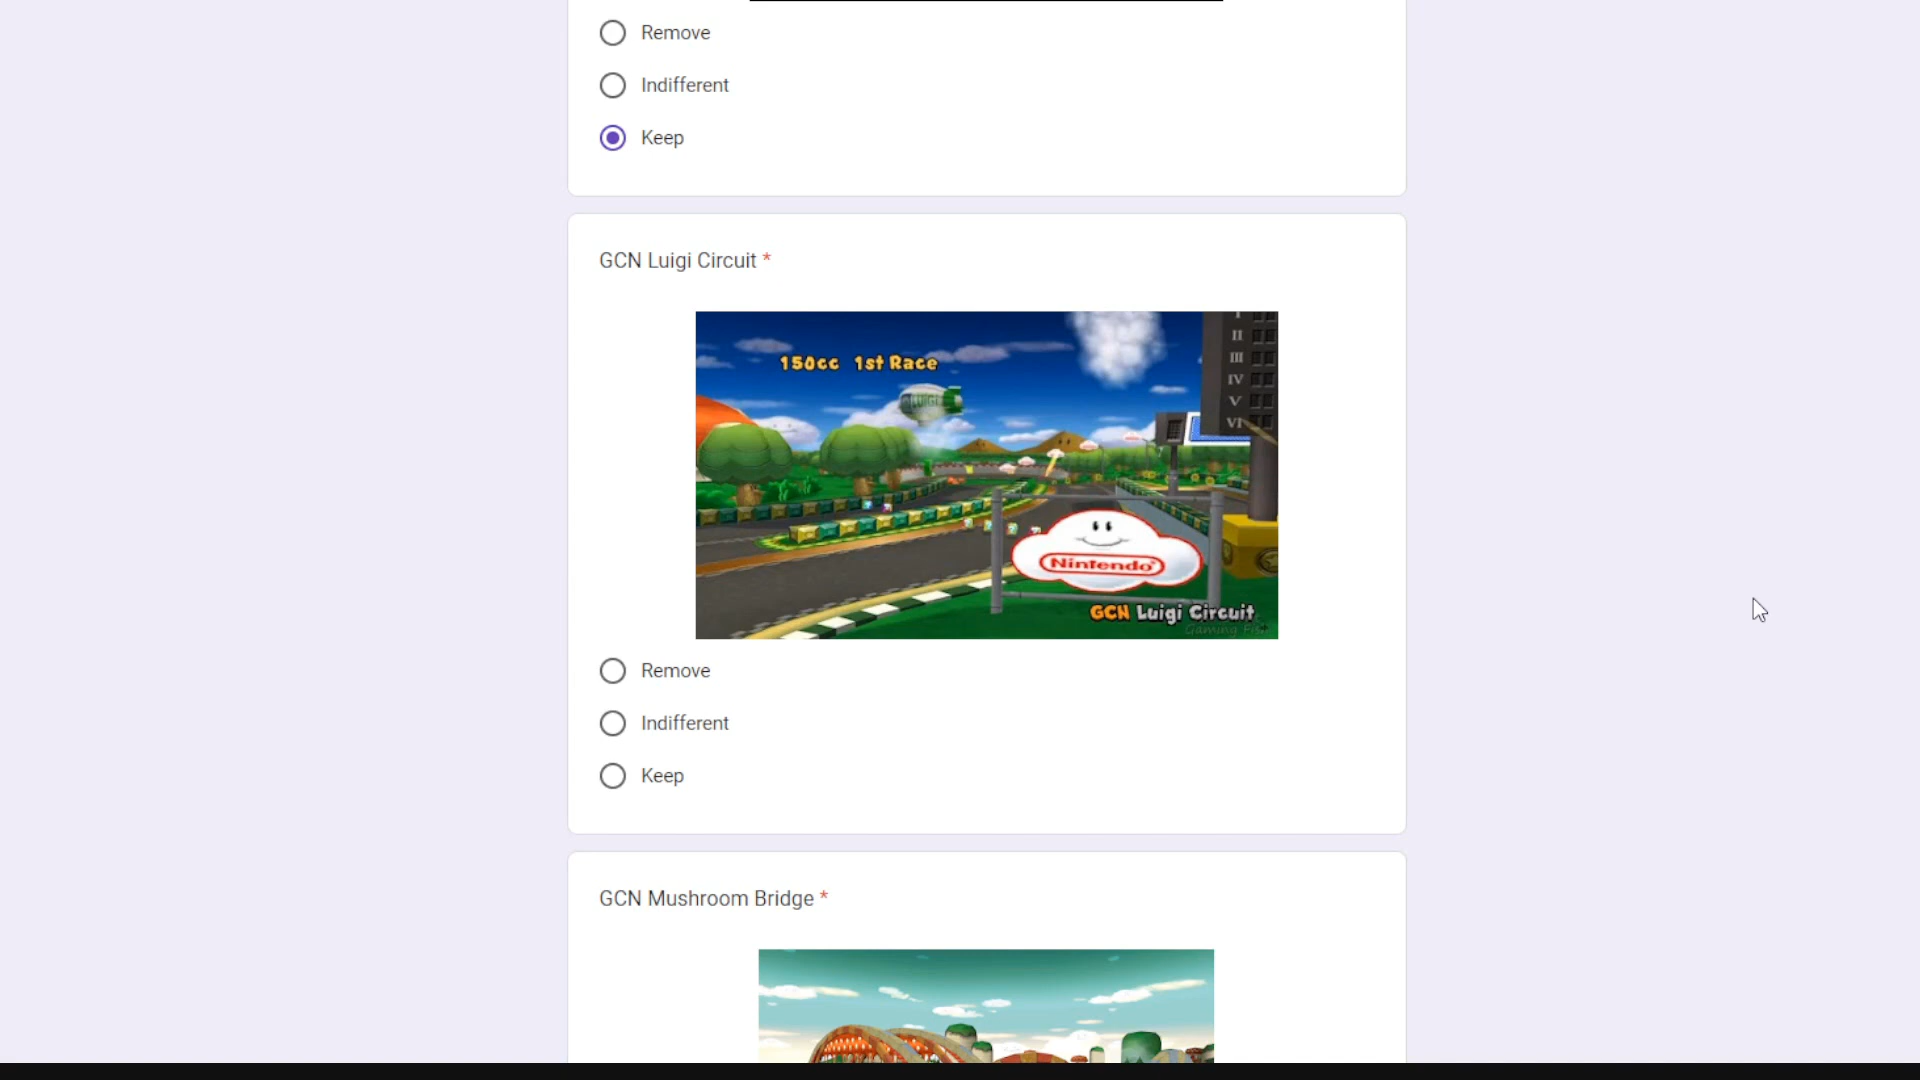 Remove
Indifferent
Keep
GCN Luigi Circuit *
150cc 1st Race
LUIGI
I
II
III
IV
V
VI
Nintendo
GCN Luigi Circuit
Remove
Indifferent
Keep
GCN Mushroom Bridge *